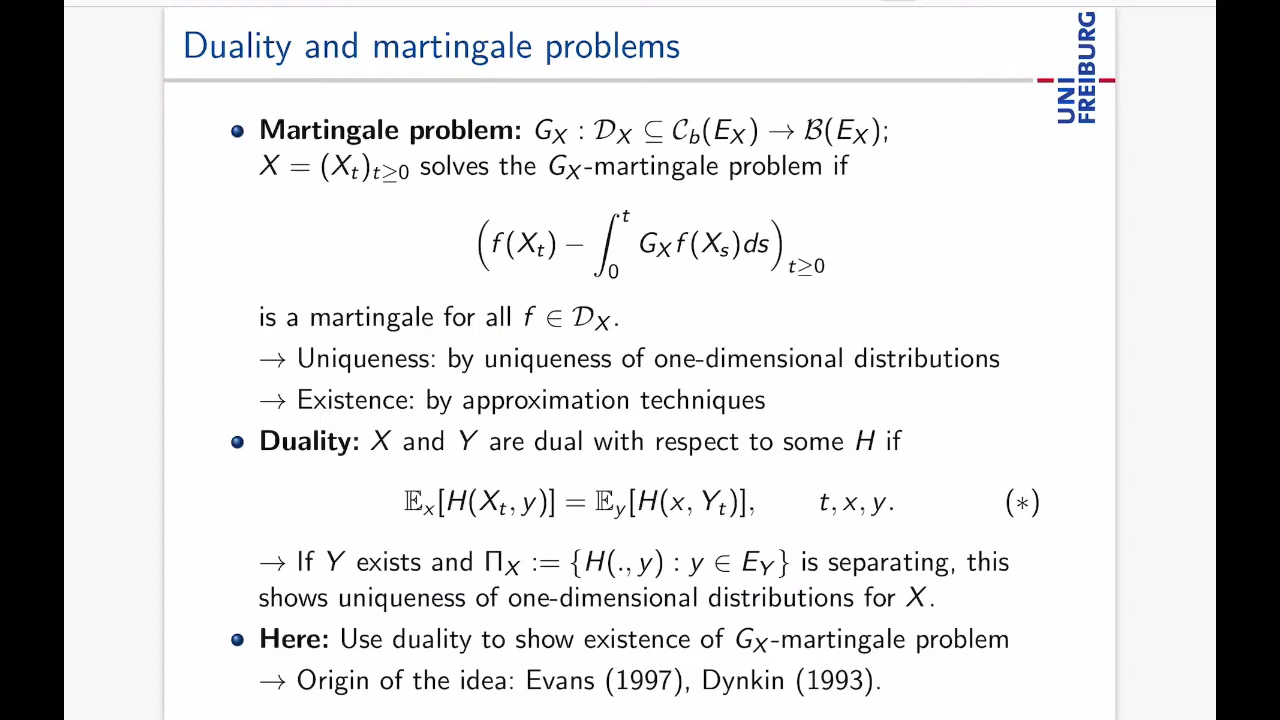 Duality and martingale problems
UNI
FREIBURG
• Martingale problem: G_X : 𝒟_X ⊆ 𝒞_b(E_X) → ℬ(E_X);
X = (X_t)_{t≥0} solves the G_X-martingale problem if
(f(X_t) − ∫_0^t G_X f(X_s)ds)_{t≥0}
is a martingale for all f ∈ 𝒟_X.
→ Uniqueness: by uniqueness of one-dimensional distributions
→ Existence: by approximation techniques
• Duality: X and Y are dual with respect to some H if
𝔼_x[H(X_t, y)] = 𝔼_y[H(x, Y_t)], t, x, y. (∗)
→ If Y exists and Π_X := {H(., y) : y ∈ E_Y} is separating, this
shows uniqueness of one-dimensional distributions for X.
• Here: Use duality to show existence of G_X-martingale problem
→ Origin of the idea: Evans (1997), Dynkin (1993).